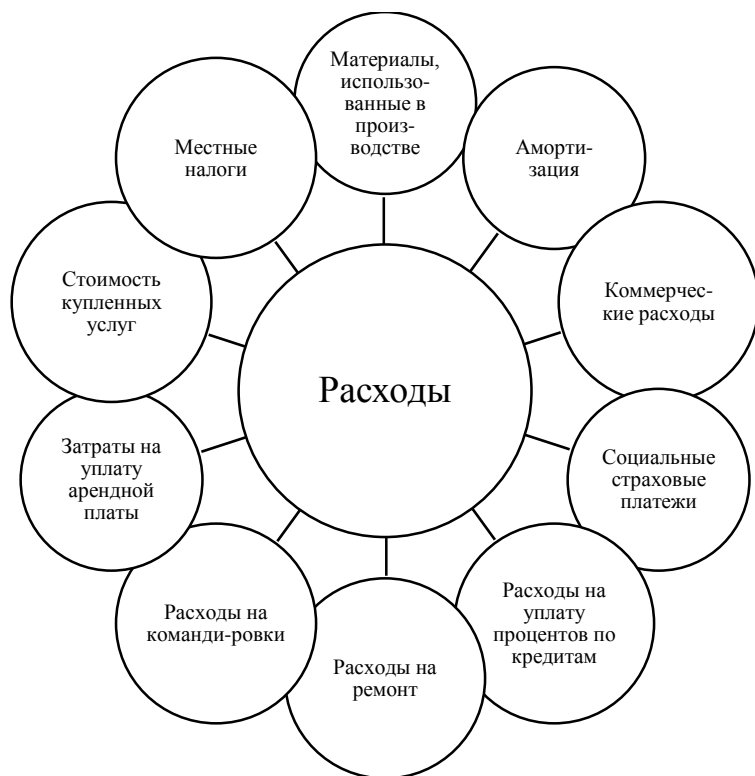 Материалы,
использо-
ванные в
произ-
водстве
Аморти-
зация
Коммерчес-
кие расходы
Социальные
страховые
платежи
Расходы на
уплату
процентов по
кредитам
Расходы на
ремонт
Расходы на
команди-ровки
Затраты на
уплату
арендной
платы
Стоимость
купленных
услуг
Местные
налоги
Расходы